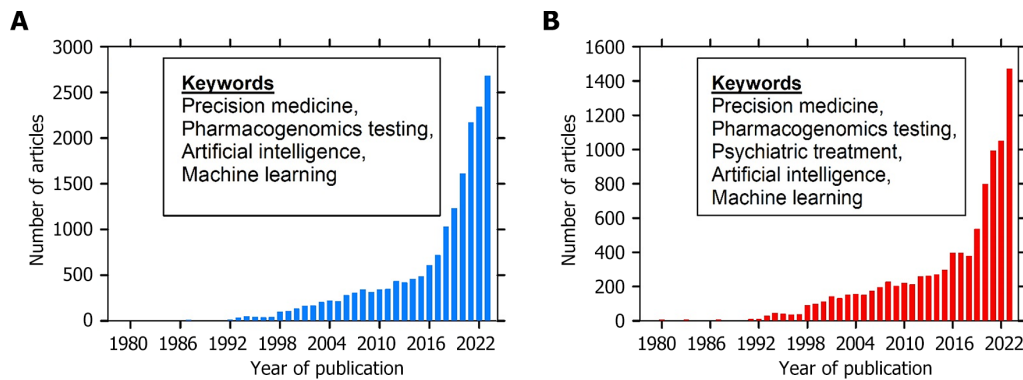 A
3000
2500
2000
1500
1000
500
0
Number of articles
Keywords
Precision medicine,
Pharmacogenomics testing,
Artificial intelligence,
Machine learning
1980 1986 1992 1998 2004 2010 2016 2022
Year of publication
B
1600
1400
1200
1000
800
600
400
200
0
Number of articles
Keywords
Precision medicine,
Pharmacogenomics testing,
Psychiatric treatment,
Artificial intelligence,
Machine learning
1980 1986 1992 1998 2004 2010 2016 2022
Year of publication